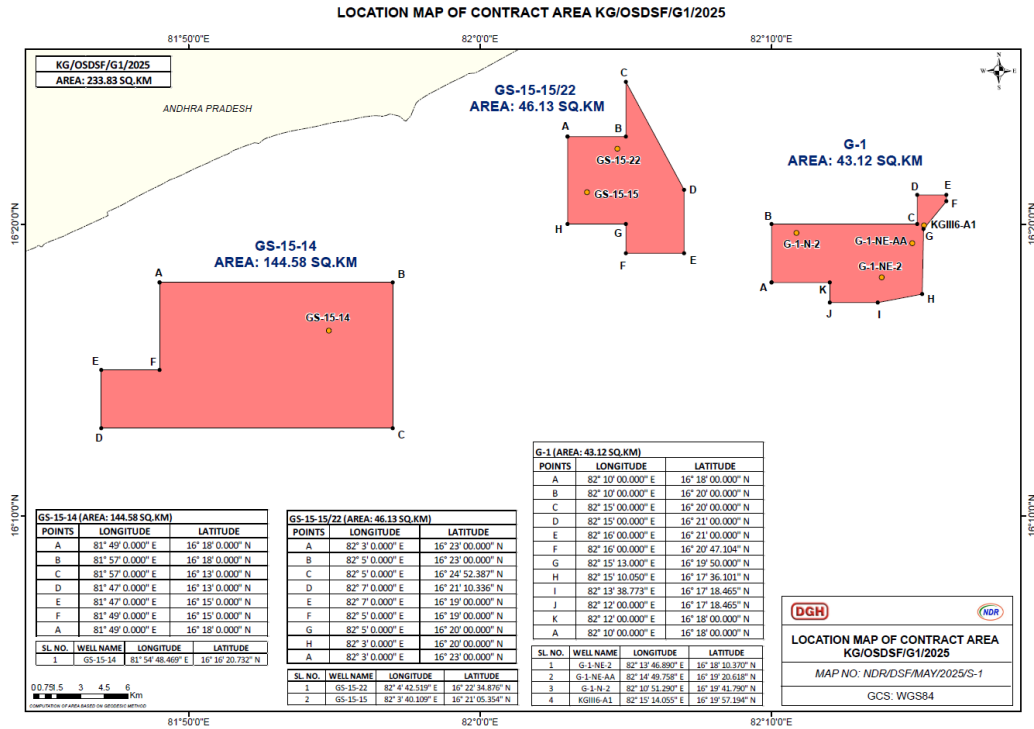 LOCATION MAP OF CONTRACT AREA KG/OSDSF/G1/2025
81°50'0"E 82°0'0"E 82°10'0"E
KG/OSDSF/G1/2025
AREA: 233.83 SQ.KM
ANDHRA PRADESH
N
W E
S
GS-15-15/22
AREA: 46.13 SQ.KM
C
A B
GS-15-22
D
GS-15-15
H G
F E
G-1
AREA: 43.12 SQ.KM
D E
F
B C
KGIII6-A1
G
G-1-N-2 G-1-NE-AA
G-1-NE-2
A K
H
J I
16°20'0"N 16°20'0"N
GS-15-14
AREA: 144.58 SQ.KM
A B
GS-15-14
E F
D C
16°10'0"N 16°10'0"N
GS-15-14 (AREA: 144.58 SQ.KM)
POINTS LONGITUDE LATITUDE
A 81° 49' 0.000" E 16° 18' 0.000" N
B 81° 57' 0.000" E 16° 18' 0.000" N
C 81° 57' 0.000" E 16° 13' 0.000" N
D 81° 47' 0.000" E 16° 13' 0.000" N
E 81° 47' 0.000" E 16° 15' 0.000" N
F 81° 49' 0.000" E 16° 15' 0.000" N
A 81° 49' 0.000" E 16° 18' 0.000" N
SL. NO. WELL NAME LONGITUDE LATITUDE
1 GS-15-14 81° 54' 48.469" E 16° 16' 20.732" N
0 0.75 1.5 3 4.5 6 Km
COMPUTATION OF AREA BASED ON GEODESIC METHOD
GS-15-15/22 (AREA: 46.13 SQ.KM)
POINTS LONGITUDE LATITUDE
A 82° 3' 0.000" E 16° 23' 00.000" N
B 82° 5' 0.000" E 16° 23' 00.000" N
C 82° 5' 0.000" E 16° 24' 52.387" N
D 82° 7' 0.000" E 16° 21' 10.336" N
E 82° 7' 0.000" E 16° 19' 00.000" N
F 82° 5' 0.000" E 16° 19' 00.000" N
G 82° 5' 0.000" E 16° 20' 00.000" N
H 82° 3' 0.000" E 16° 20' 00.000" N
A 82° 3' 0.000" E 16° 23' 00.000" N
SL. NO. WELL NAME LONGITUDE LATITUDE
1 GS-15-22 82° 4' 42.519" E 16° 22' 34.876" N
2 GS-15-15 82° 3' 40.109" E 16° 21' 05.354" N
G-1 (AREA: 43.12 SQ.KM)
POINTS LONGITUDE LATITUDE
A 82° 10' 00.000" E 16° 18' 00.000" N
B 82° 10' 00.000" E 16° 20' 00.000" N
C 82° 15' 00.000" E 16° 20' 00.000" N
D 82° 15' 00.000" E 16° 21' 00.000" N
E 82° 16' 00.000" E 16° 21' 00.000" N
F 82° 16' 00.000" E 16° 20' 47.104" N
G 82° 15' 13.000" E 16° 19' 50.000" N
H 82° 15' 10.050" E 16° 17' 36.101" N
I 82° 13' 38.773" E 16° 17' 18.465" N
J 82° 12' 00.000" E 16° 17' 18.465" N
K 82° 12' 00.000" E 16° 18' 00.000" N
A 82° 10' 00.000" E 16° 18' 00.000" N
SL. NO. WELL NAME LONGITUDE LATITUDE
1 G-1-NE-2 82° 13' 46.890" E 16° 18' 10.370" N
2 G-1-NE-AA 82° 14' 49.758" E 16° 19' 20.618" N
3 G-1-N-2 82° 10' 51.290" E 16° 19' 41.790" N
4 KGIII6-A1 82° 15' 14.055" E 16° 19' 57.194" N
DGH NDR
LOCATION MAP OF CONTRACT AREA
KG/OSDSF/G1/2025
MAP NO: NDR/DSF/MAY/2025/S-1
GCS: WGS84
81°50'0"E 82°0'0"E 82°10'0"E